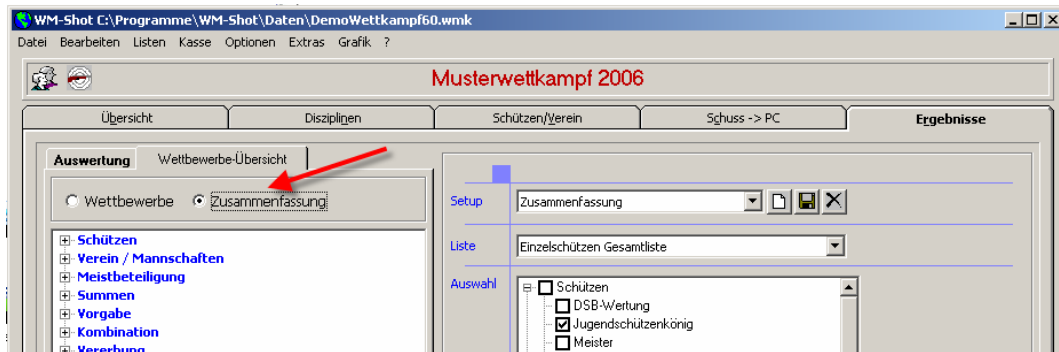 WM-Shot C:\Programme\WM-Shot\Daten\DemoWettkampf60.wmk
Datei Bearbeiten Listen Kasse Optionen Extras Grafik ?
Musterwettkampf 2006
Übersicht Disziplinen Schützen/Verein Schuss -> PC Ergebnisse
Auswertung Wettbewerbe-Übersicht
Wettbewerbe Zusammenfassung
Schützen
Verein / Mannschaften
Meistbeteiligung
Summen
Vorgabe
Kombination
Vererbung
Setup Zusammenfassung
Liste Einzelschützen Gesamtliste
Auswahl Schützen
DSB-Wertung
Jugendschützenkönig
Meister